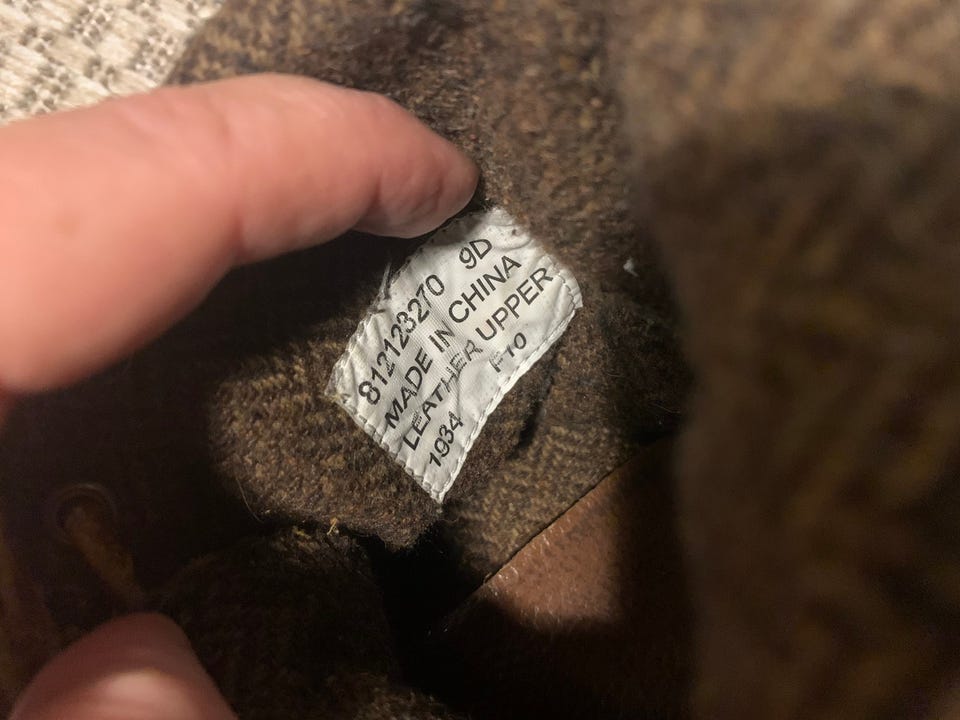 812123270 9D
MADE IN CHINA
LEATHER UPPER
1934 F10